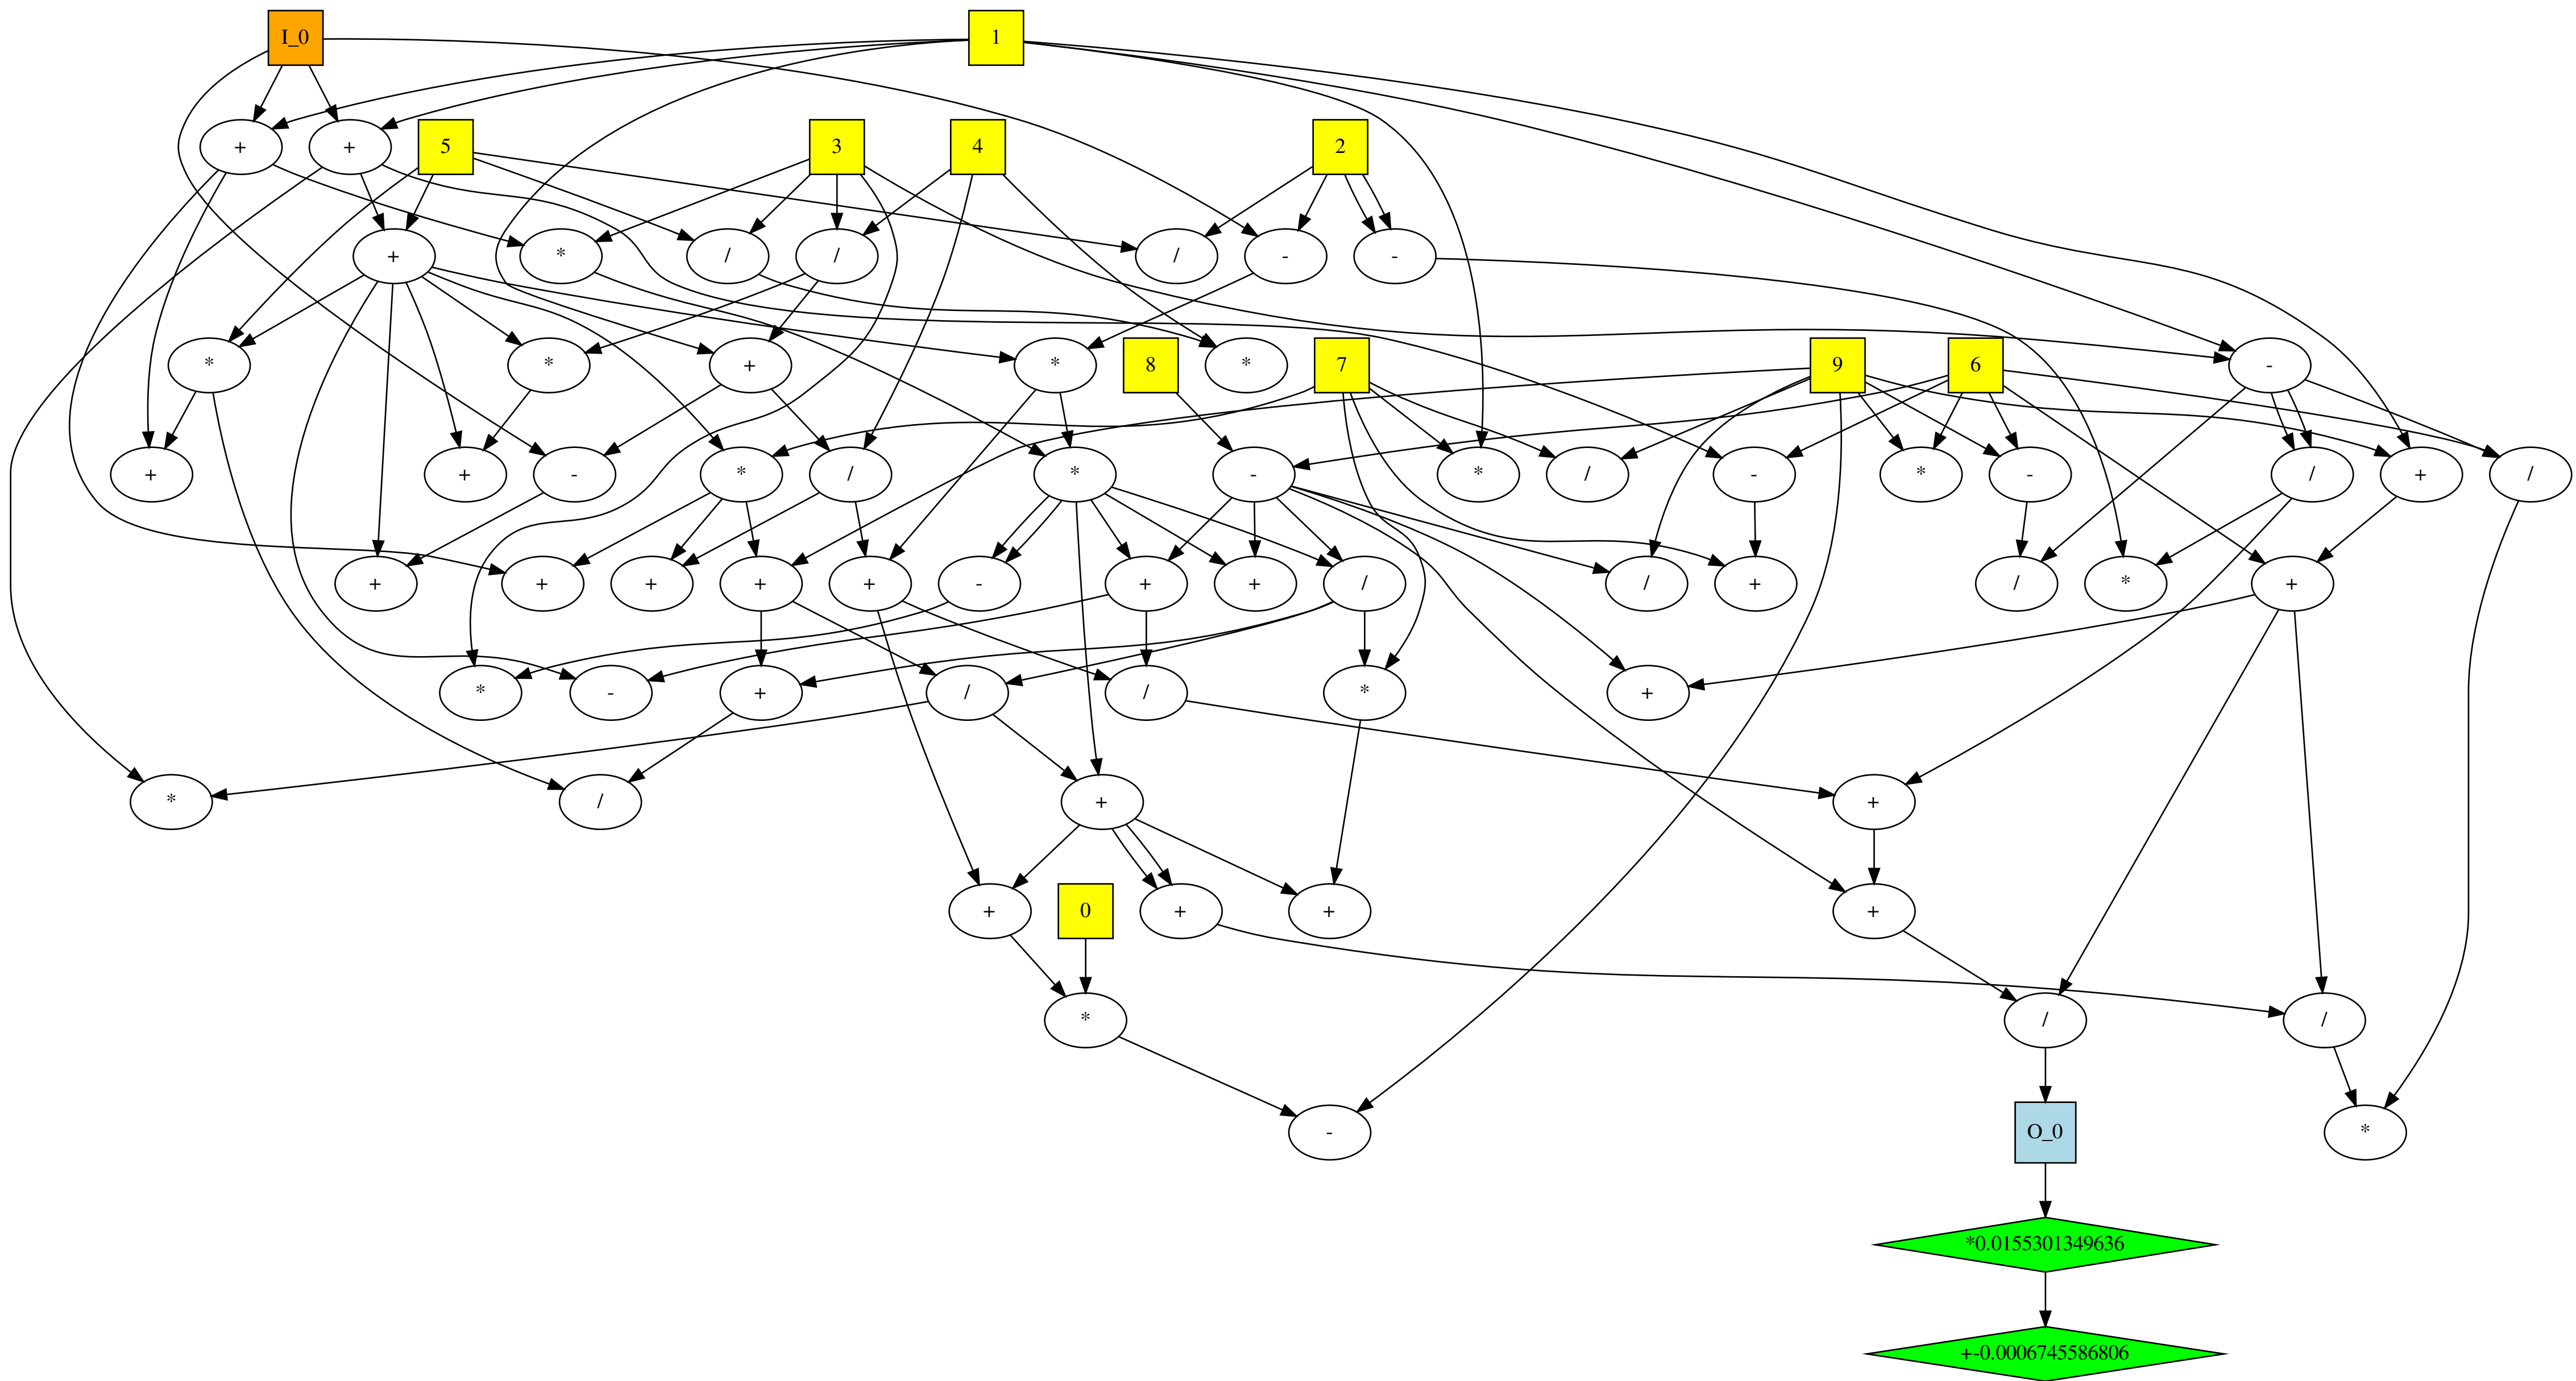 I_0 1
+ + 5 3 4 2
+ * / / / - -
* * + * 8 7 * 9 6 -
+ + - * / * - * / - * - / + /
+ + + + + - + + / / + / * +
* - + / / * +
* / + +
+ 0 + + +
* / /
- O_0 *
*0.0155301349636
+-0.0006745586806